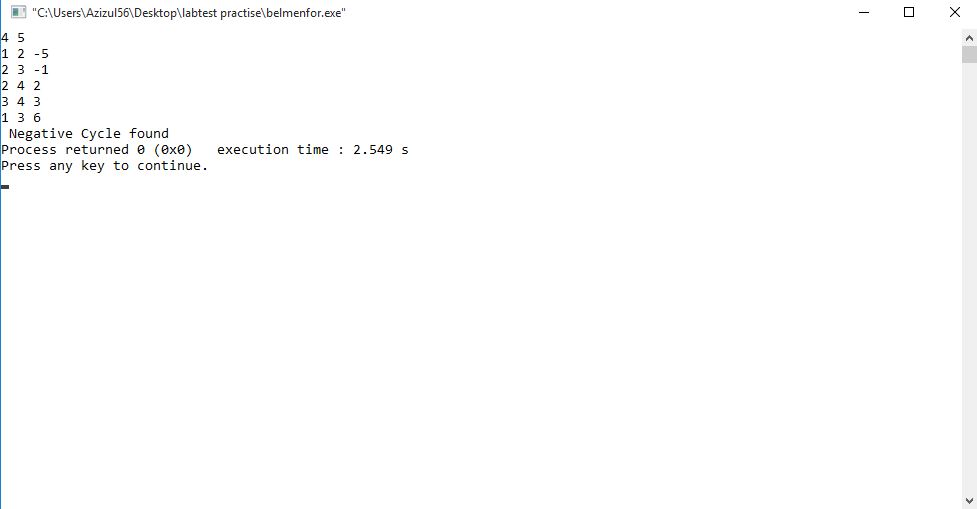 "C:\Users\Azizul56\Desktop\labtest practise\belmenfor.exe"
4 5
1 2 -5
2 3 -1
2 4 2
3 4 3
1 3 6
Negative Cycle found
Process returned 0 (0x0)   execution time : 2.549 s
Press any key to continue.